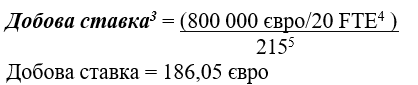 Добова ставка³ = (800 000 євро/20 FTE⁴ )
215⁵
Добова ставка = 186,05 євро